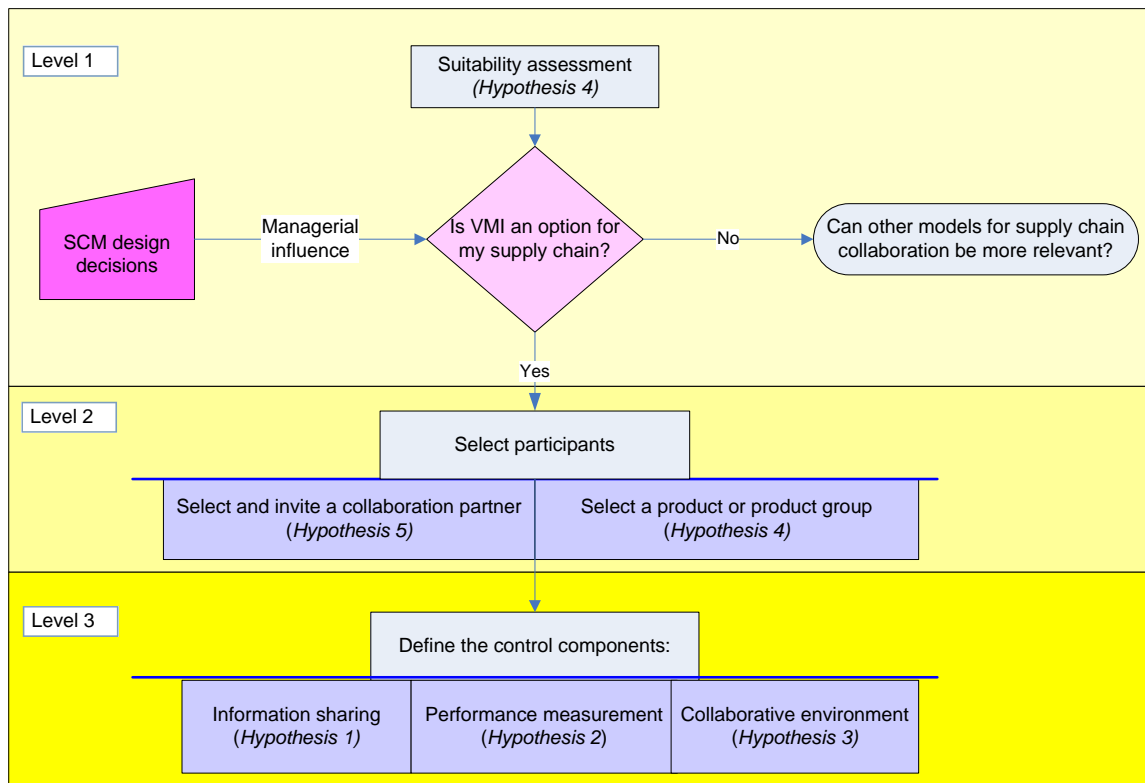 Level 1
Suitability assessment
(Hypothesis 4)
SCM design
decisions
Managerial
influence
Is VMI an option for
my supply chain?
No
Can other models for supply chain
collaboration be more relevant?
Yes
Level 2
Select participants
Select and invite a collaboration partner
(Hypothesis 5)
Select a product or product group
(Hypothesis 4)
Level 3
Define the control components:
Information sharing
(Hypothesis 1)
Performance measurement
(Hypothesis 2)
Collaborative environment
(Hypothesis 3)